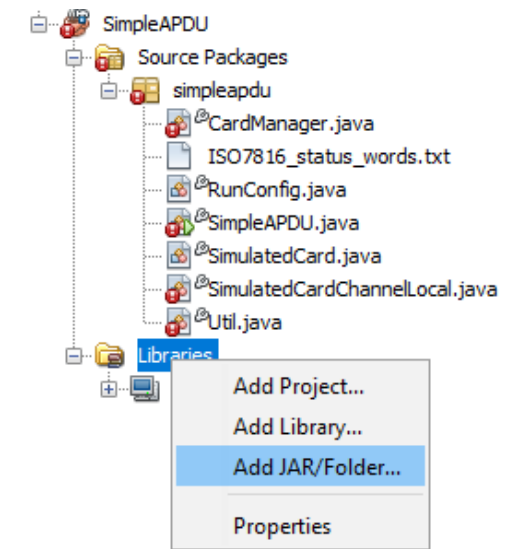 SimpleAPDU
Source Packages
simpleapdu
CardManager.java
ISO7816_status_words.txt
RunConfig.java
SimpleAPDU.java
SimulatedCard.java
SimulatedCardChannelLocal.java
Util.java
Libraries
Add Project...
Add Library...
Add JAR/Folder...
Properties